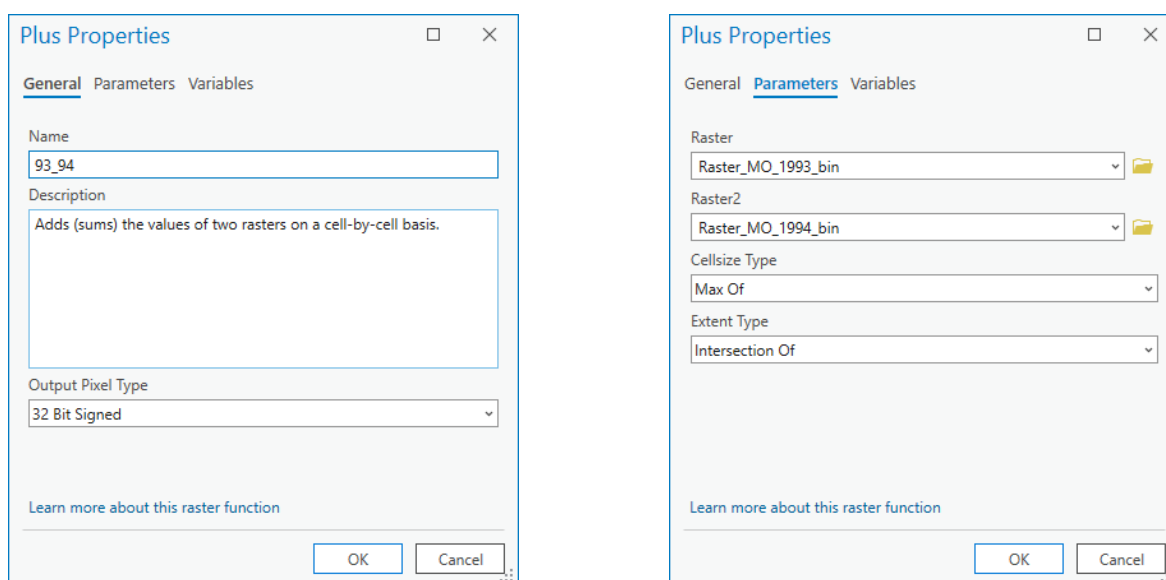 Plus Properties
General Parameters Variables
Name
93_94
Description
Adds (sums) the values of two rasters on a cell-by-cell basis.
Output Pixel Type
32 Bit Signed
Learn more about this raster function
OK Cancel
Plus Properties
General Parameters Variables
Raster
Raster_MO_1993_bin
Raster2
Raster_MO_1994_bin
Cellsize Type
Max Of
Extent Type
Intersection Of
Learn more about this raster function
OK Cancel